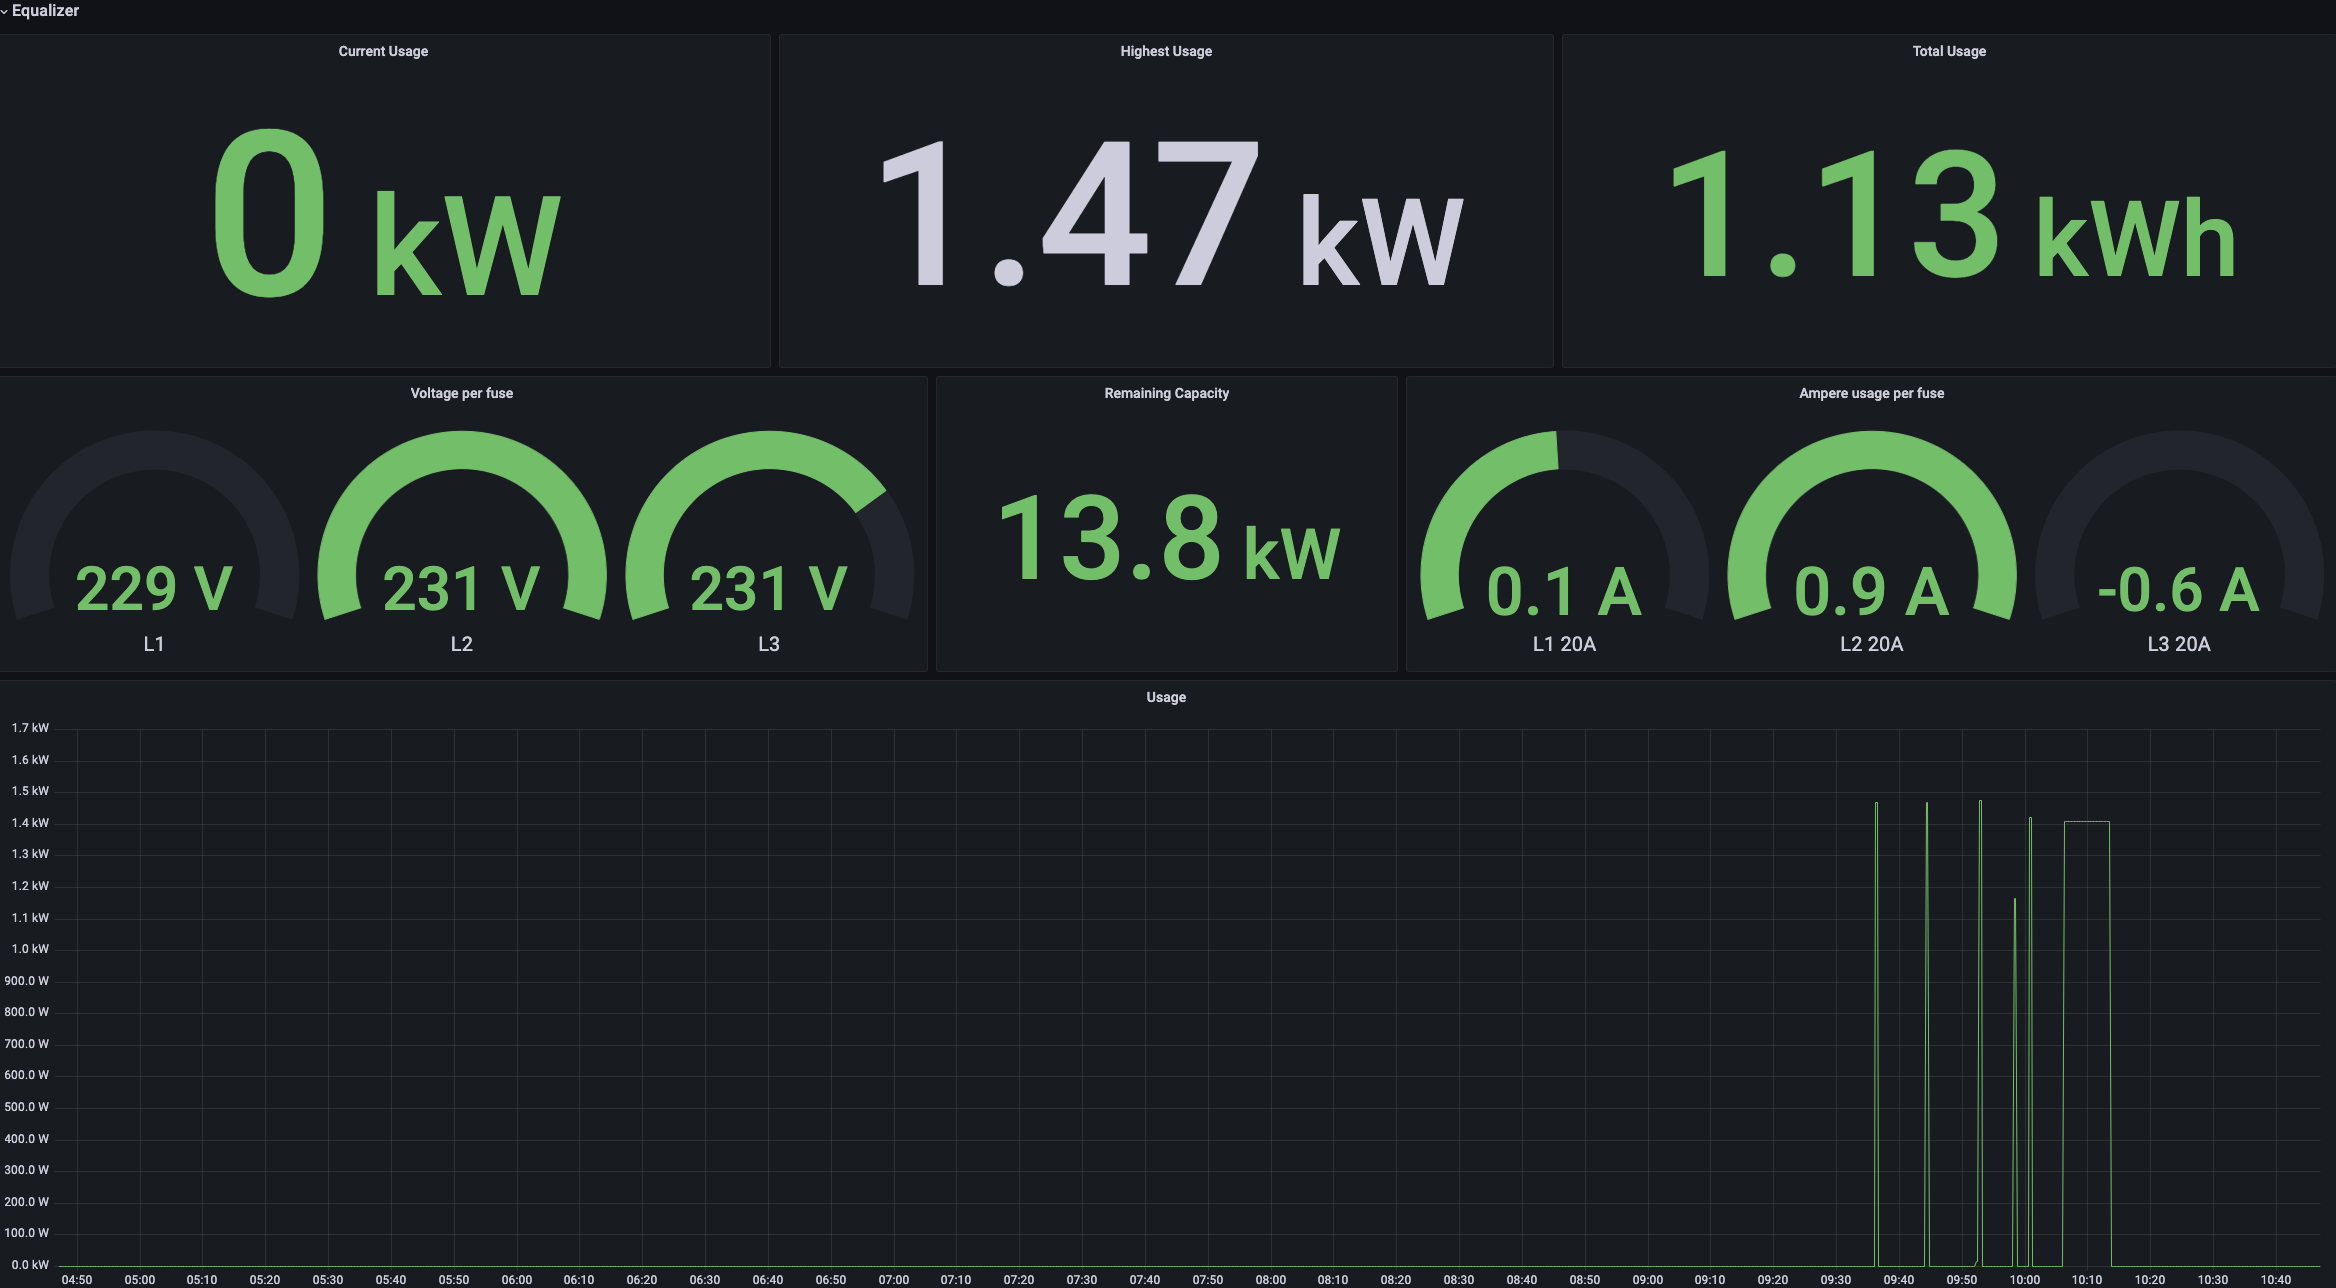 Equalizer
Current Usage
0 kW
Highest Usage
1.47 kW
Total Usage
1.13 kWh
Voltage per fuse
229 V
L1
231 V
L2
231 V
L3
Remaining Capacity
13.8 kW
Ampere usage per fuse
0.1 A
L1 20A
0.9 A
L2 20A
-0.6 A
L3 20A
Usage
1.7 kW
1.6 kW
1.5 kW
1.4 kW
1.3 kW
1.2 kW
1.1 kW
1.0 kW
900.0 W
800.0 W
700.0 W
600.0 W
500.0 W
400.0 W
300.0 W
200.0 W
100.0 W
0.0 kW
04:50 05:00 05:10 05:20 05:30 05:40 05:50 06:00 06:10 06:20 06:30 06:40 06:50 07:00 07:10 07:20 07:30 07:40 07:50 08:00 08:10 08:20 08:30 08:40 08:50 09:00 09:10 09:20 09:30 09:40 09:50 10:00 10:10 10:20 10:30 10:40